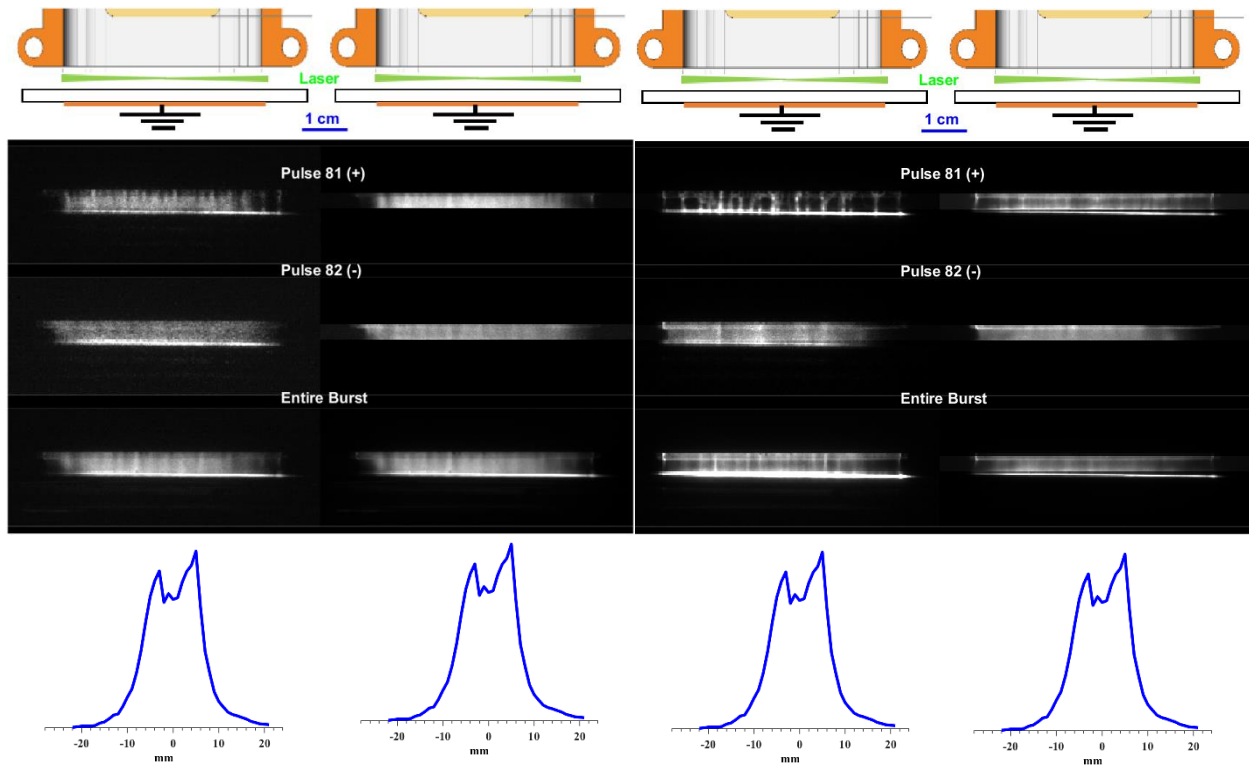 Laser
Laser
1 cm
1 cm
Pulse 81 (+)
Pulse 81 (+)
Pulse 82 (-)
Pulse 82 (-)
Entire Burst
Entire Burst
-20 -10 0 10 20
mm
-20 -10 0 10 20
mm
-20 -10 0 10 20
mm
-20 -10 0 10 20
mm